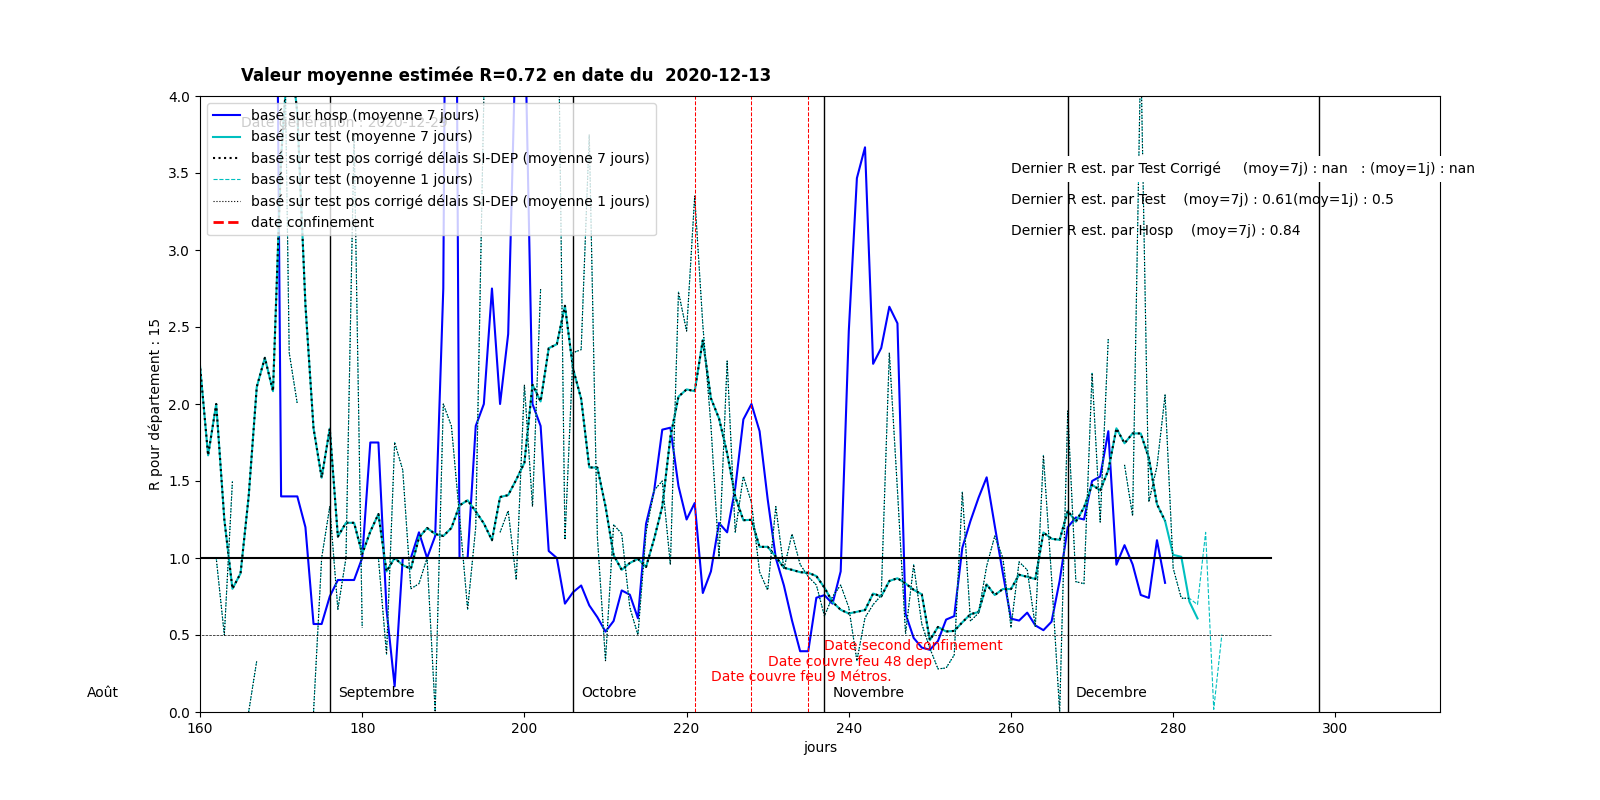 Valeur moyenne estimée R=0.72 en date du  2020-12-13
4.0
3.5
3.0
2.5
2.0
1.5
1.0
0.5
0.0
R pour département : 15
basé sur hosp (moyenne 7 jours)
basé sur test (moyenne 7 jours)
basé sur test pos corrigé délais SI-DEP (moyenne 7 jours)
basé sur test (moyenne 1 jours)
basé sur test pos corrigé délais SI-DEP (moyenne 1 jours)
date confinement
Dernier R est. par Test Corrigé     (moy=7j) : nan   : (moy=1j) : nan
Dernier R est. par Test    (moy=7j) : 0.61(moy=1j) : 0.5
Dernier R est. par Hosp    (moy=7j) : 0.84
Date second confinement
Date couvre feu 48 dep
Date couvre feu 9 Métros.
Août
Septembre
Octobre
Novembre
Decembre
160
180
200
220
240
260
280
300
jours